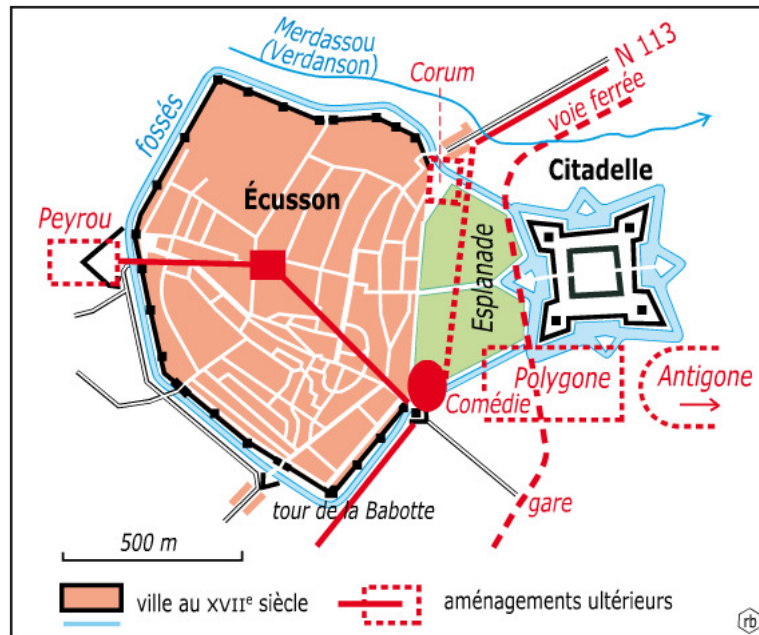 Merdassou
(Verdanson)
Corum
N 113
voie ferrée
fossés
Citadelle
Écusson
Peyrou
Esplanade
Polygone
Antigone
Comédie
gare
tour de la Babotte
500 m
ville au XVIIe siècle
aménagements ultérieurs
rb